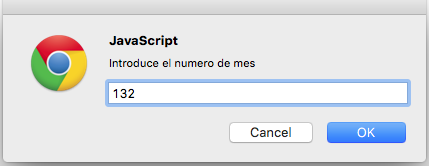 JavaScript
Introduce el numero de mes
132
Cancel
OK